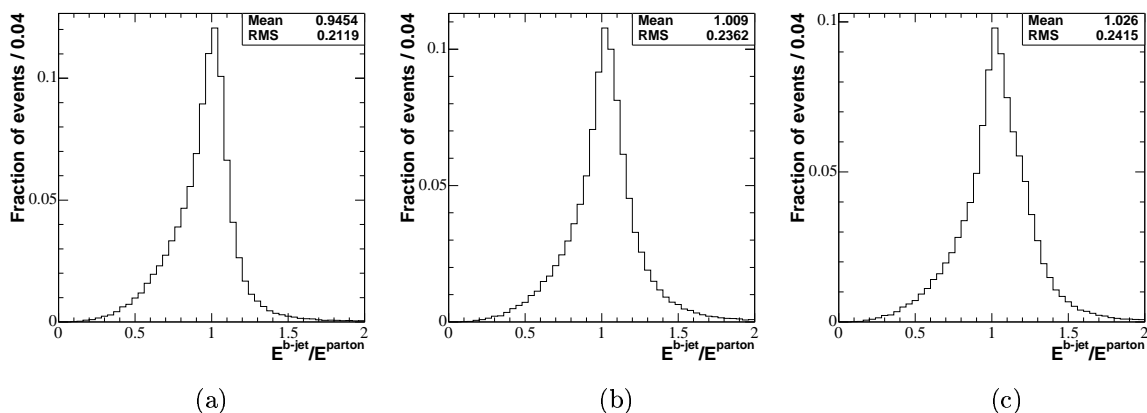 Mean 0.9454
RMS 0.2119
Fraction of events / 0.04
0.1
0.05
0
0 0.5 1 1.5 2
E^b-jet/E^parton
(a)
Mean 1.009
RMS 0.2362
Fraction of events / 0.04
0.1
0.05
0
0 0.5 1 1.5 2
E^b-jet/E^parton
(b)
Mean 1.026
RMS 0.2415
Fraction of events / 0.04
0.1
0.05
0
0 0.5 1 1.5 2
E^b-jet/E^parton
(c)